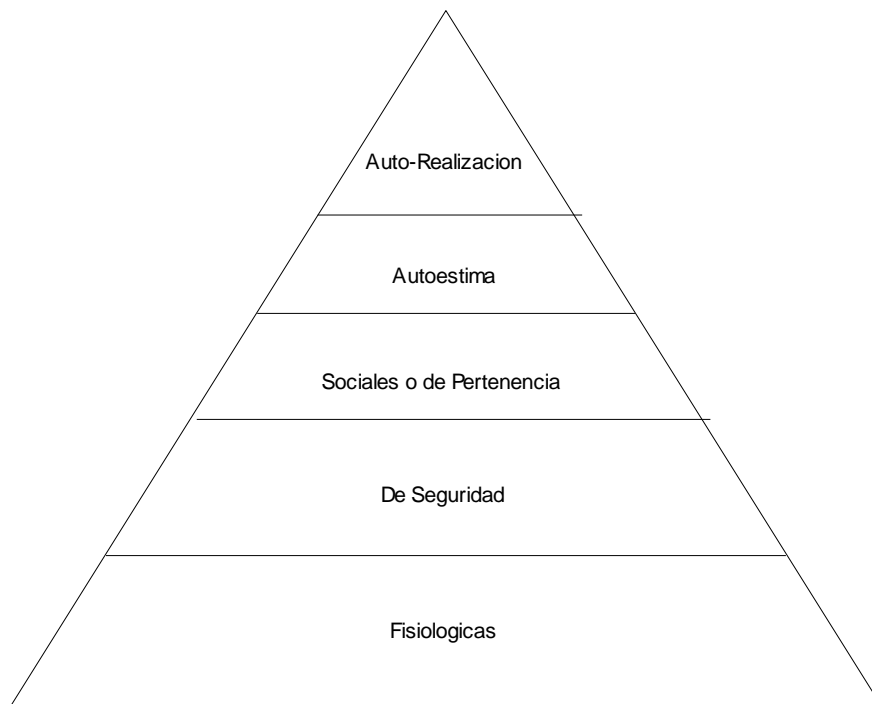 Auto-Realizacion
Autoestima
Sociales o de Pertenencia
De Seguridad
Fisiologicas